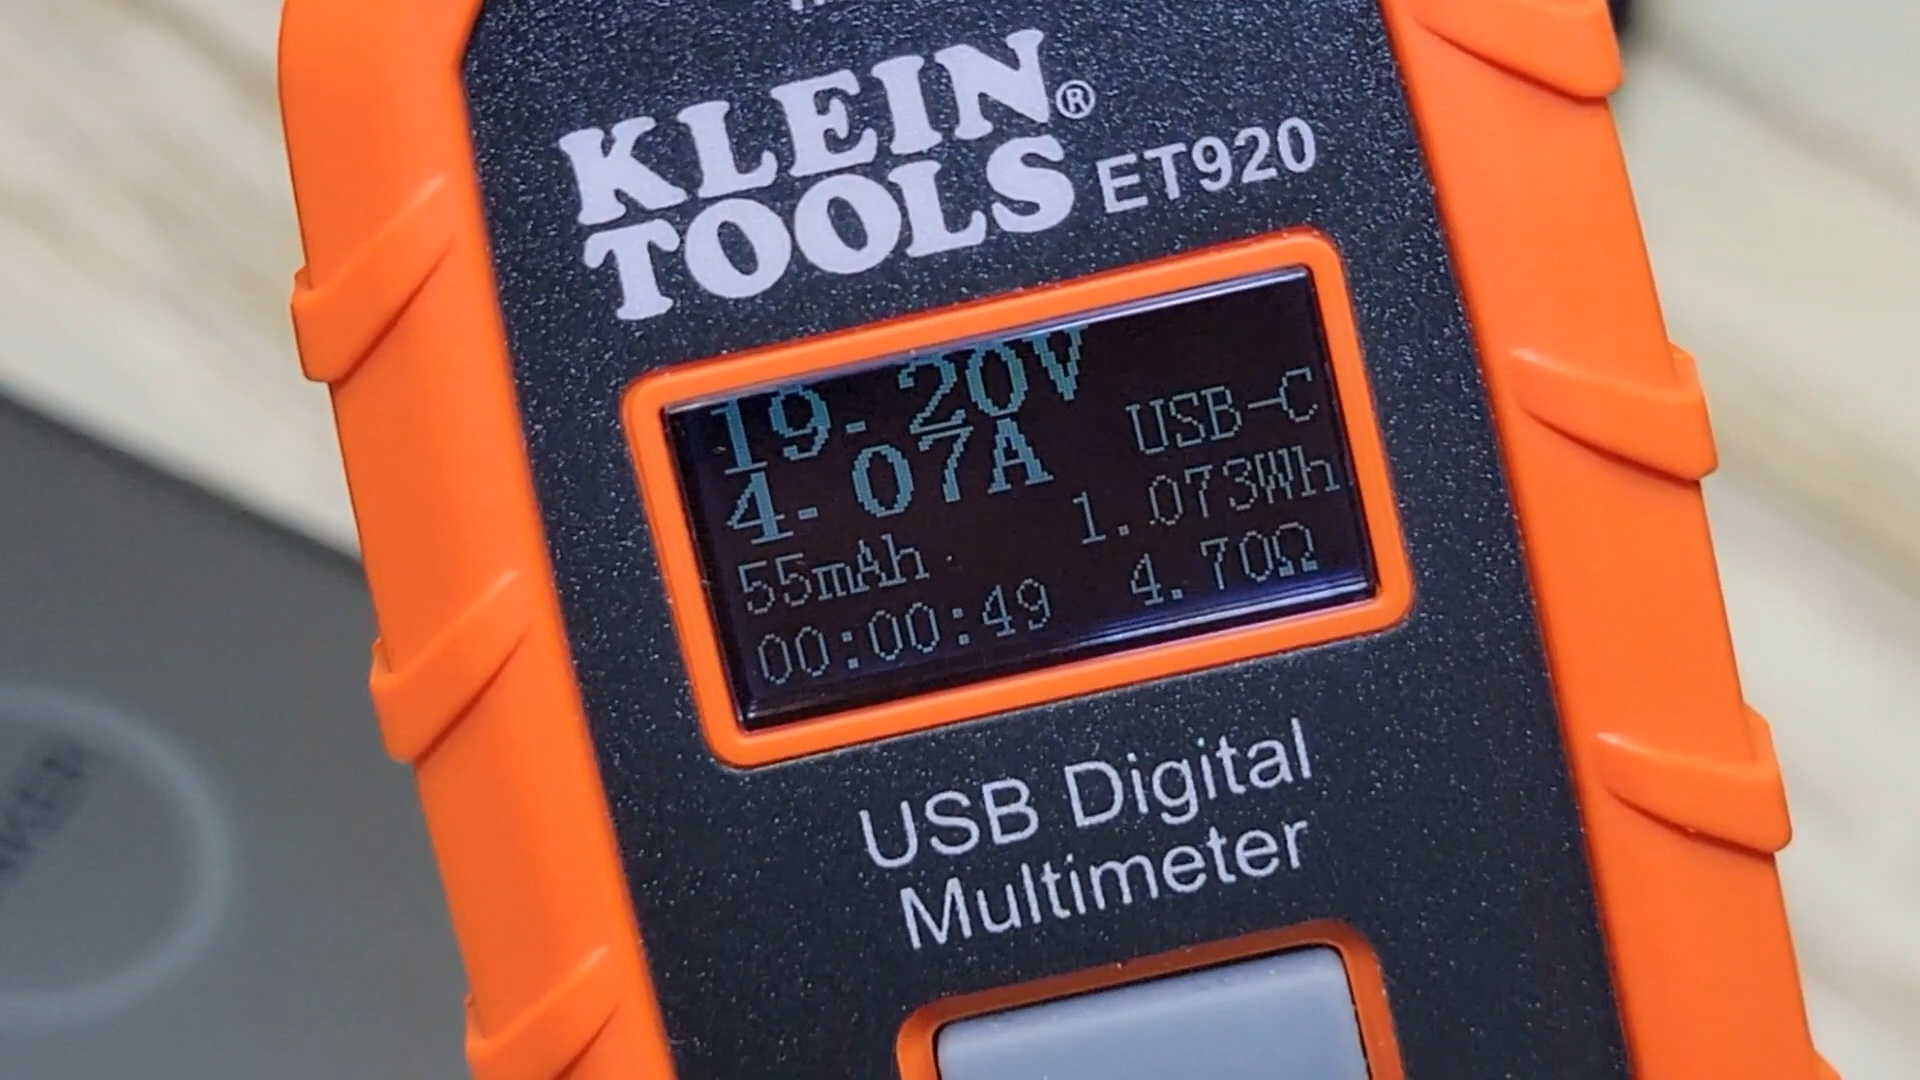 KLEIN
TOOLS®
ET920
19.20V
4.07A
USB-C
55mAh
1.073Wh
00:00:49
4.70Ω
USB Digital
Multimeter